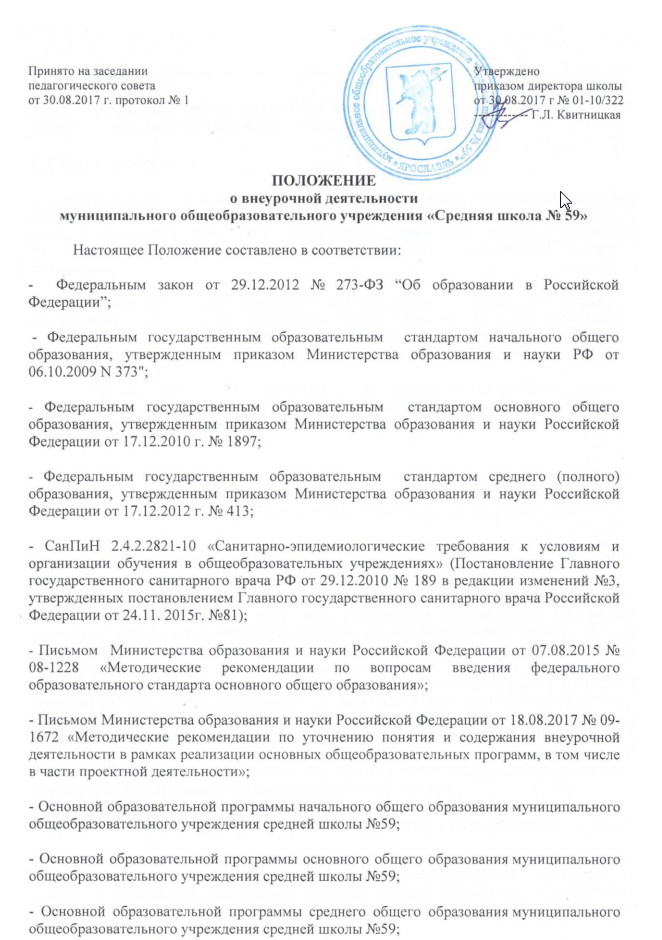 Принято на заседании
педагогического совета
от 30.08.2017 г. протокол № 1
Утверждено
приказом директора школы
от 30.08.2017 г № 01-10/322
Г.Л. Квитницкая
муниципальное общеобразовательное учреждение
№ 59
* ЯРОСЛАВЛЬ *
ПОЛОЖЕНИЕ
о внеурочной деятельности
муниципального общеобразовательного учреждения «Средняя школа № 59»
Настоящее Положение составлено в соответствии:
- Федеральным закон от 29.12.2012 № 273-ФЗ “Об образовании в Российской
Федерации”;
- Федеральным государственным образовательным стандартом начального общего
образования, утвержденным приказом Министерства образования и науки РФ от
06.10.2009 N 373";
- Федеральным государственным образовательным стандартом основного общего
образования, утвержденным приказом Министерства образования и науки Российской
Федерации от 17.12.2010 г. № 1897;
- Федеральным государственным образовательным стандартом среднего (полного)
образования, утвержденным приказом Министерства образования и науки Российской
Федерации от 17.12.2012 г. № 413;
- СанПиН 2.4.2.2821-10 «Санитарно-эпидемиологические требования к условиям и
организации обучения в общеобразовательных учреждениях» (Постановление Главного
государственного санитарного врача РФ от 29.12.2010 № 189 в редакции изменений №3,
утвержденных постановлением Главного государственного санитарного врача Российской
Федерации от 24.11. 2015г. №81);
- Письмом Министерства образования и науки Российской Федерации от 07.08.2015 №
08-1228 «Методические рекомендации по вопросам введения федерального
образовательного стандарта основного общего образования»;
- Письмом Министерства образования и науки Российской Федерации от 18.08.2017 № 09-
1672 «Методические рекомендации по уточнению понятия и содержания внеурочной
деятельности в рамках реализации основных общеобразовательных программ, в том числе
в части проектной деятельности»;
- Основной образовательной программы начального общего образования муниципального
общеобразовательного учреждения средней школы №59;
- Основной образовательной программы основного общего образования муниципального
общеобразовательного учреждения средней школы №59;
- Основной образовательной программы среднего общего образования муниципального
общеобразовательного учреждения средней школы №59;